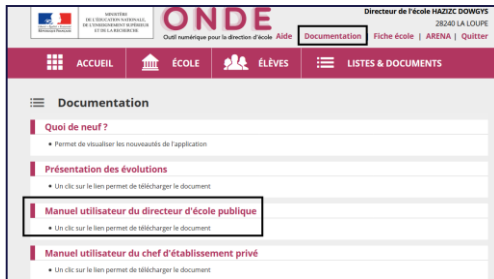 MINISTÈRE
DE L'ÉDUCATION NATIONALE,
DE L'ENSEIGNEMENT SUPÉRIEUR
ET DE LA RECHERCHE
ONDE
Outil numérique pour la direction d'école
Directeur de l'école HAZIZC DOWGYS
28240 LA LOUPE
Aide Documentation Fiche école | ARENA | Quitter
ACCUEIL ÉCOLE ÉLÈVES LISTES & DOCUMENTS
Documentation
Quoi de neuf ?
• Permet de visualiser les nouveautés de l'application
Présentation des évolutions
• Un clic sur le lien permet de télécharger le document
Manuel utilisateur du directeur d'école publique
• Un clic sur le lien permet de télécharger le document
Manuel utilisateur du chef d'établissement privé
• Un clic sur le lien permet de télécharger le document